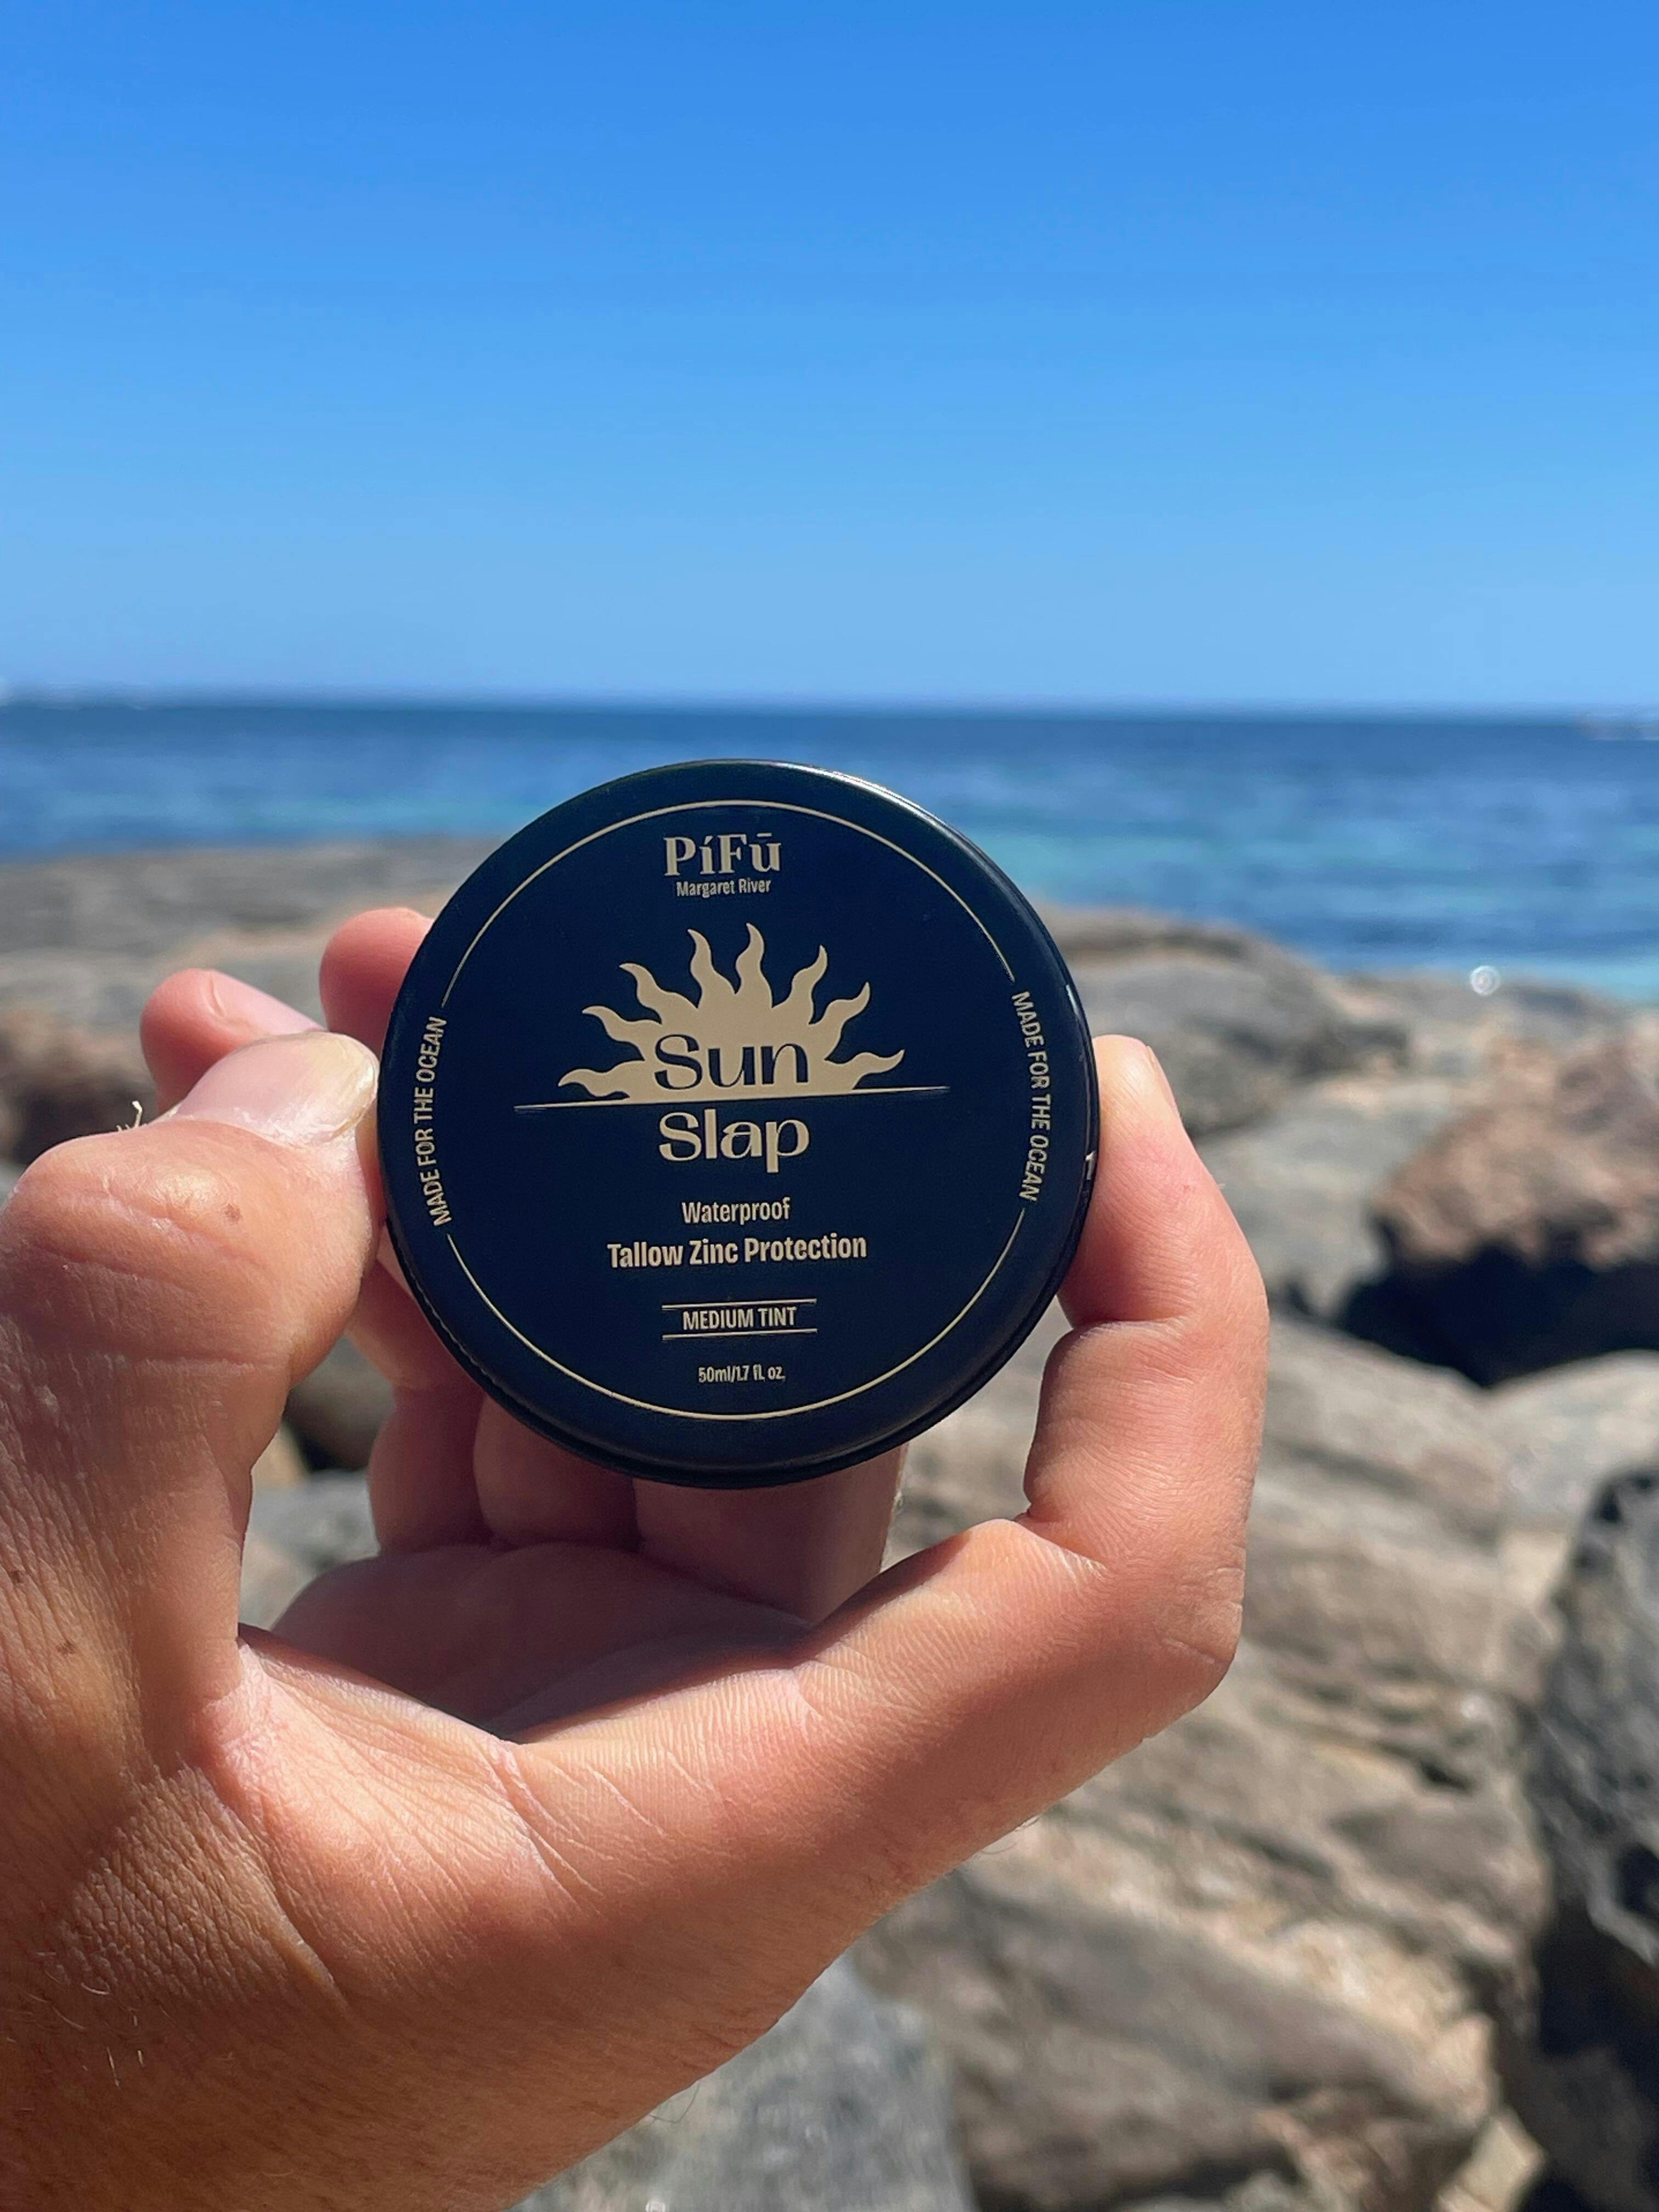 PíFū
Margaret River
Sun
Slap
Waterproof
Tallow Zinc Protection
MEDIUM TINT
50ml/1.7 fl. oz.
MADE FOR THE OCEAN
MADE FOR THE OCEAN